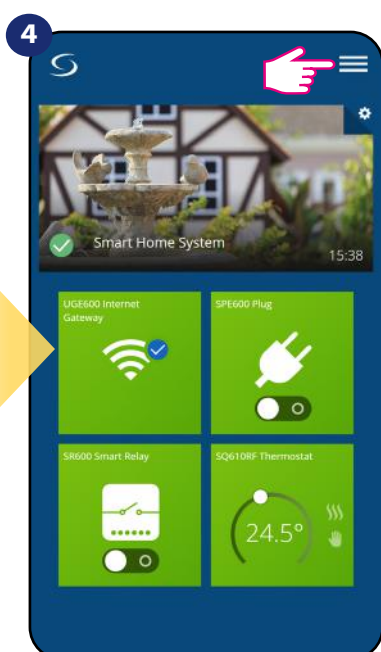 4
Smart Home System
15:38
UGE600 Internet
Gateway
SPE600 Plug
SR600 Smart Relay
SQ610RF Thermostat
24.5°